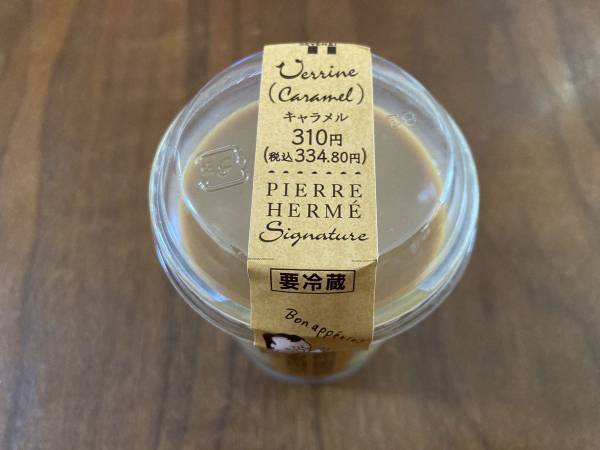 Verrine
(Caramel)
キャラメル
310円
(税込334.80円)
PIERRE
HERMÉ
Signature
要冷蔵
Bon appétit